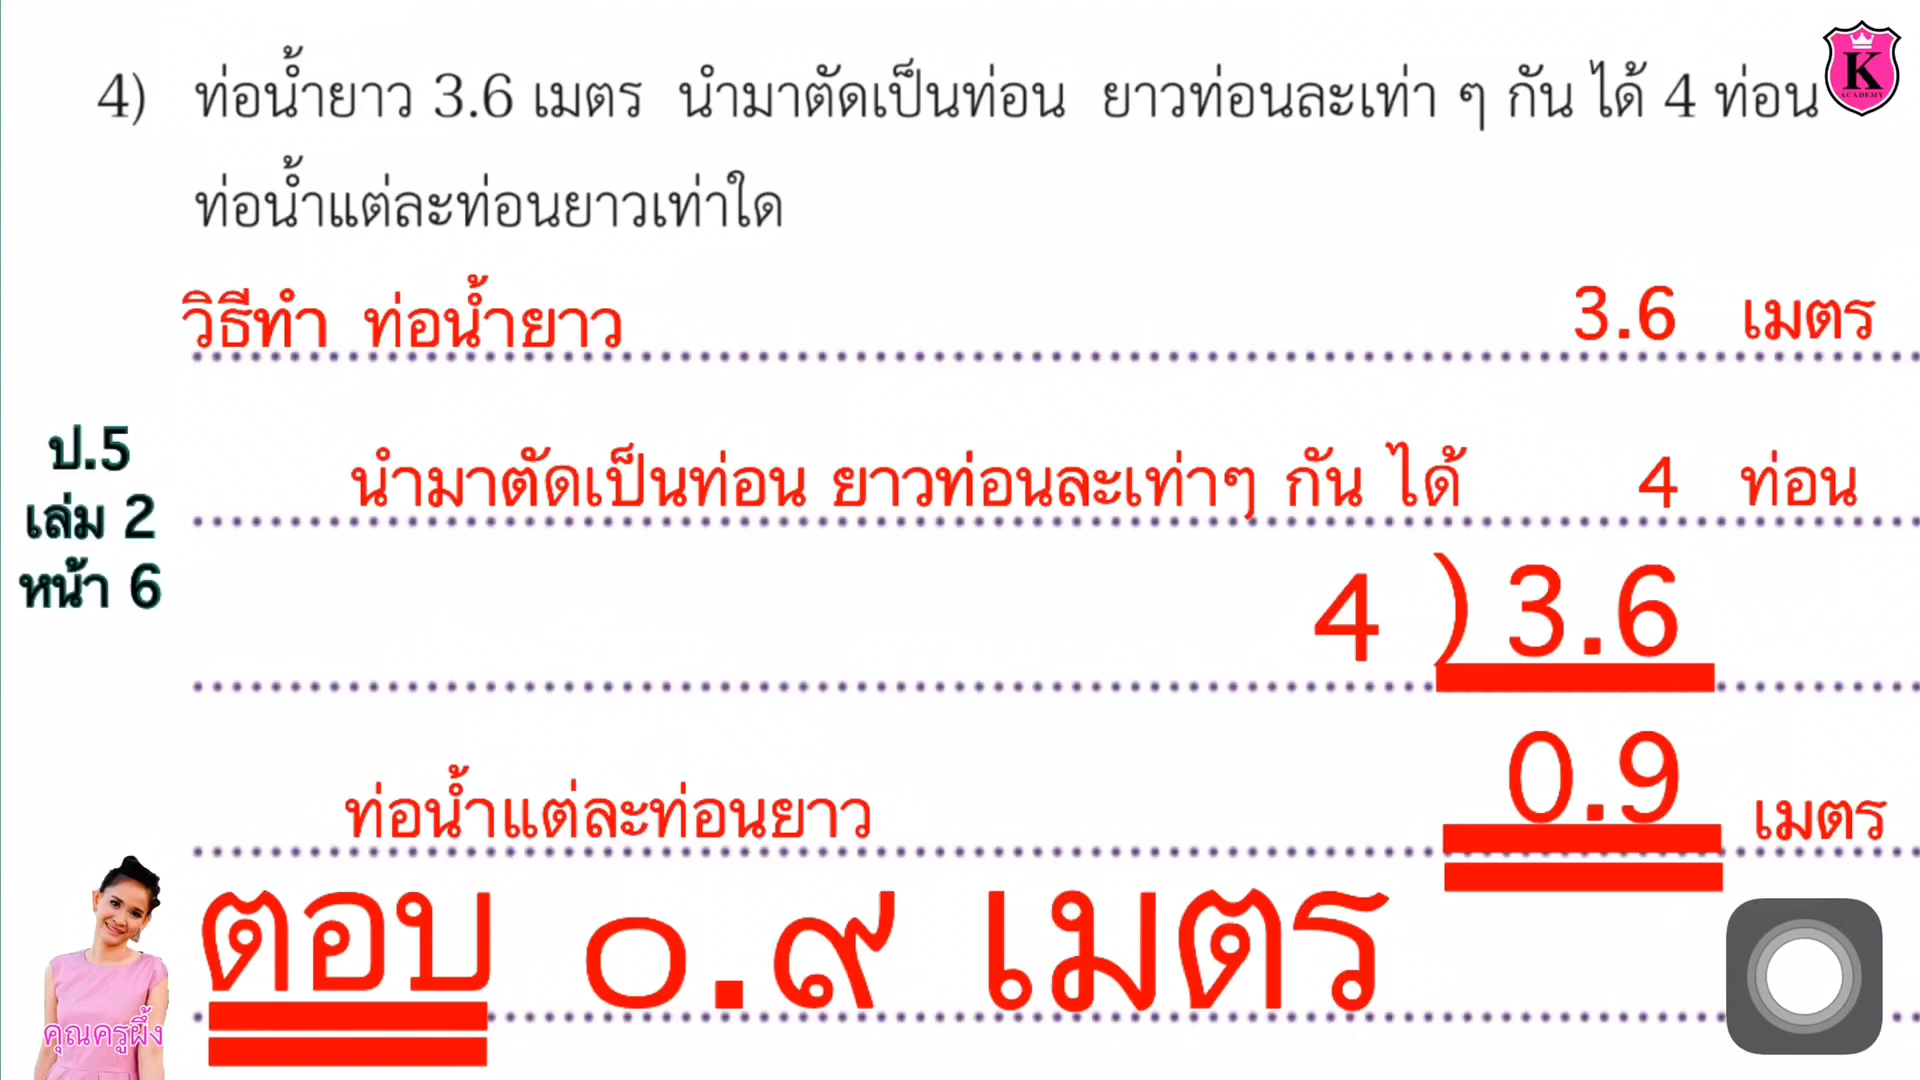 4) ท่อน้ำยาว 3.6 เมตร นำมาตัดเป็นท่อน ยาวท่อนละเท่า ๆ กัน ได้ 4 ท่อน
K
ACADEMY
ท่อน้ำแต่ละท่อนยาวเท่าใด
วิธีทำ ท่อน้ำยาว 3.6 เมตร
นำมาตัดเป็นท่อน ยาวท่อนละเท่าๆ กัน ได้ 4 ท่อน
ป.5
เล่ม 2
หน้า 6
4 ) 3.6
0.9
ท่อน้ำแต่ละท่อนยาว เมตร
ตอบ ๐.๙ เมตร
คุณครูผึ้ง